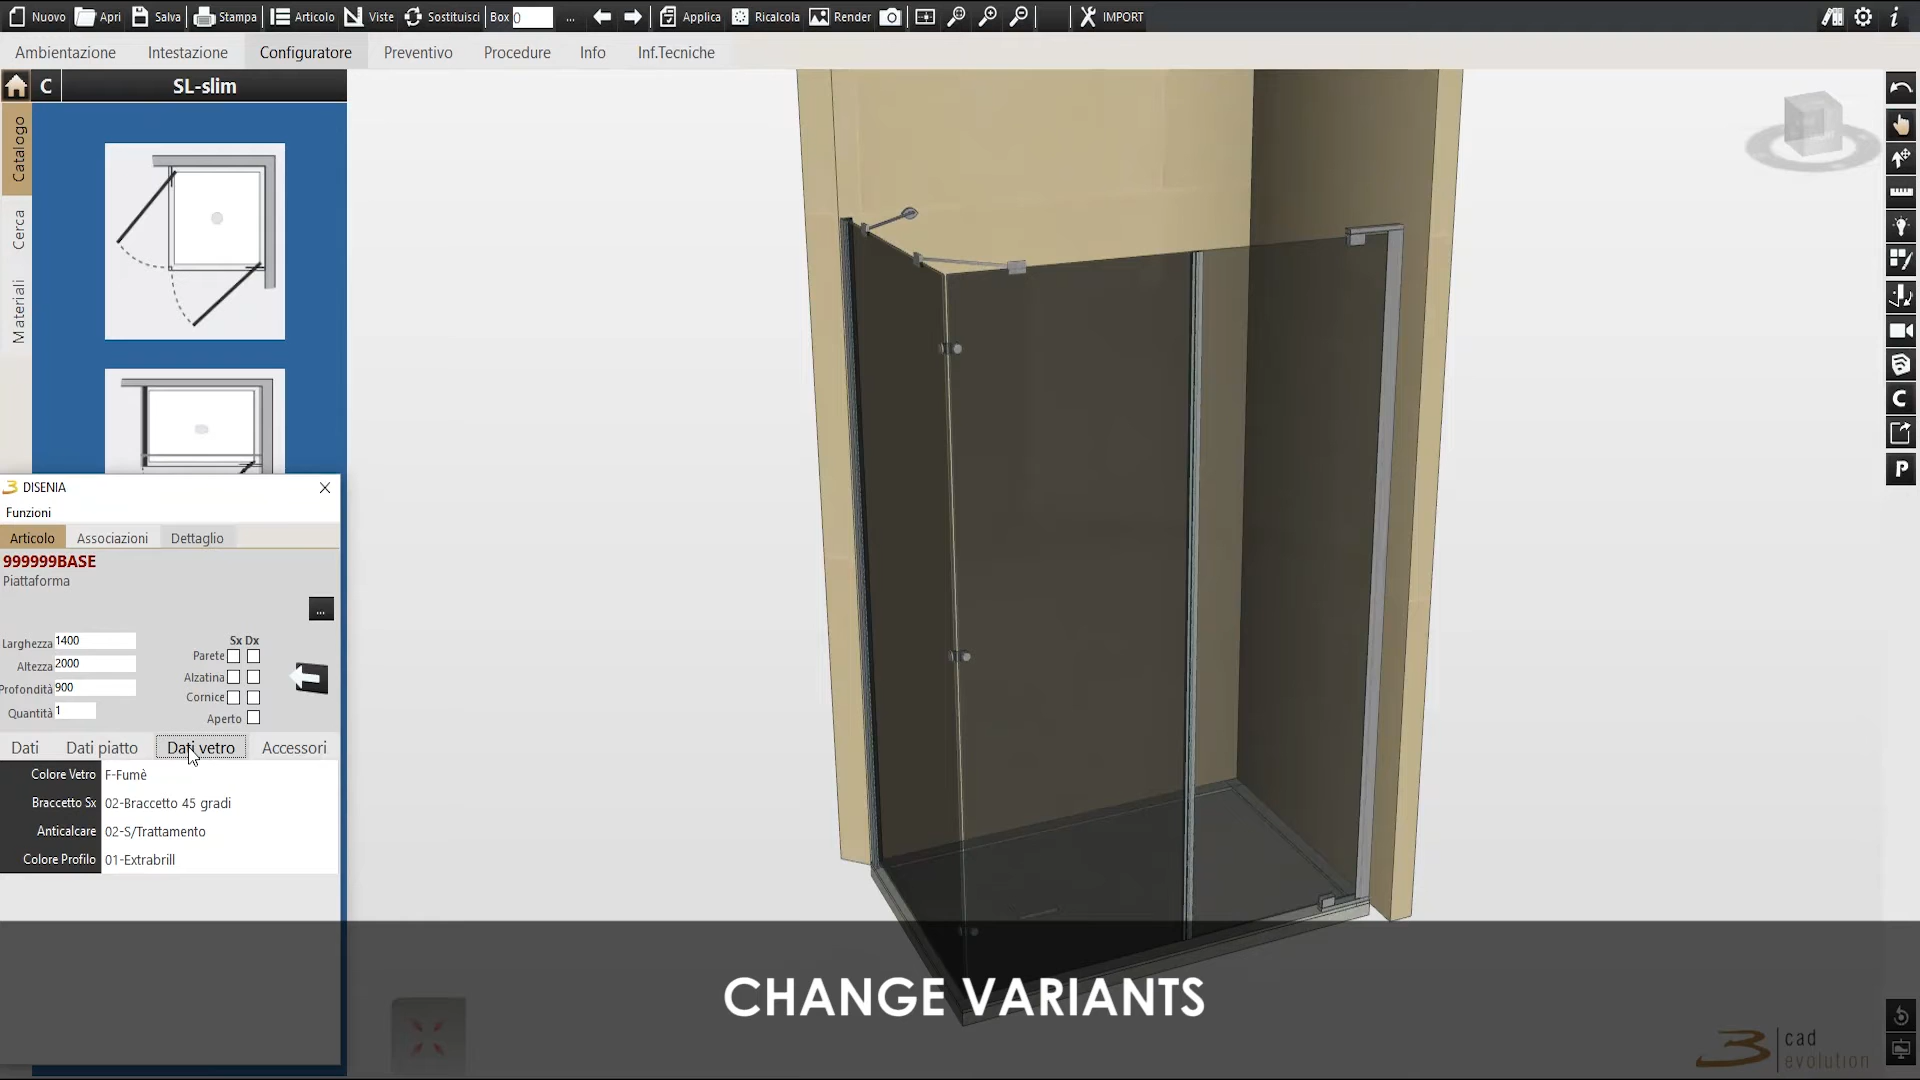 Nuovo Apri Salva Stampa Articolo Viste Sostituisci Box 0 ... Applica Ricalcola Render IMPORT
Ambientazione Intestazione Configuratore Preventivo Procedure Info Inf.Tecniche
C SL-slim
Catalogo
Cerca
Materiali
DISENIA
Funzioni
Articolo Associazioni Dettaglio
999999BASE
Piattaforma
...
Larghezza 1400
Altezza 2000
Profondità 900
Quantità 1
Sx Dx
Parete
Alzatina
Cornice
Aperto
Dati Dati piatto Dati vetro Accessori
Colore Vetro F-Fumè
Braccetto Sx 02-Braccetto 45 gradi
Anticalcare 02-S/Trattamento
Colore Profilo 01-Extrabrill
C
P
CHANGE VARIANTS
3 cad
evolution